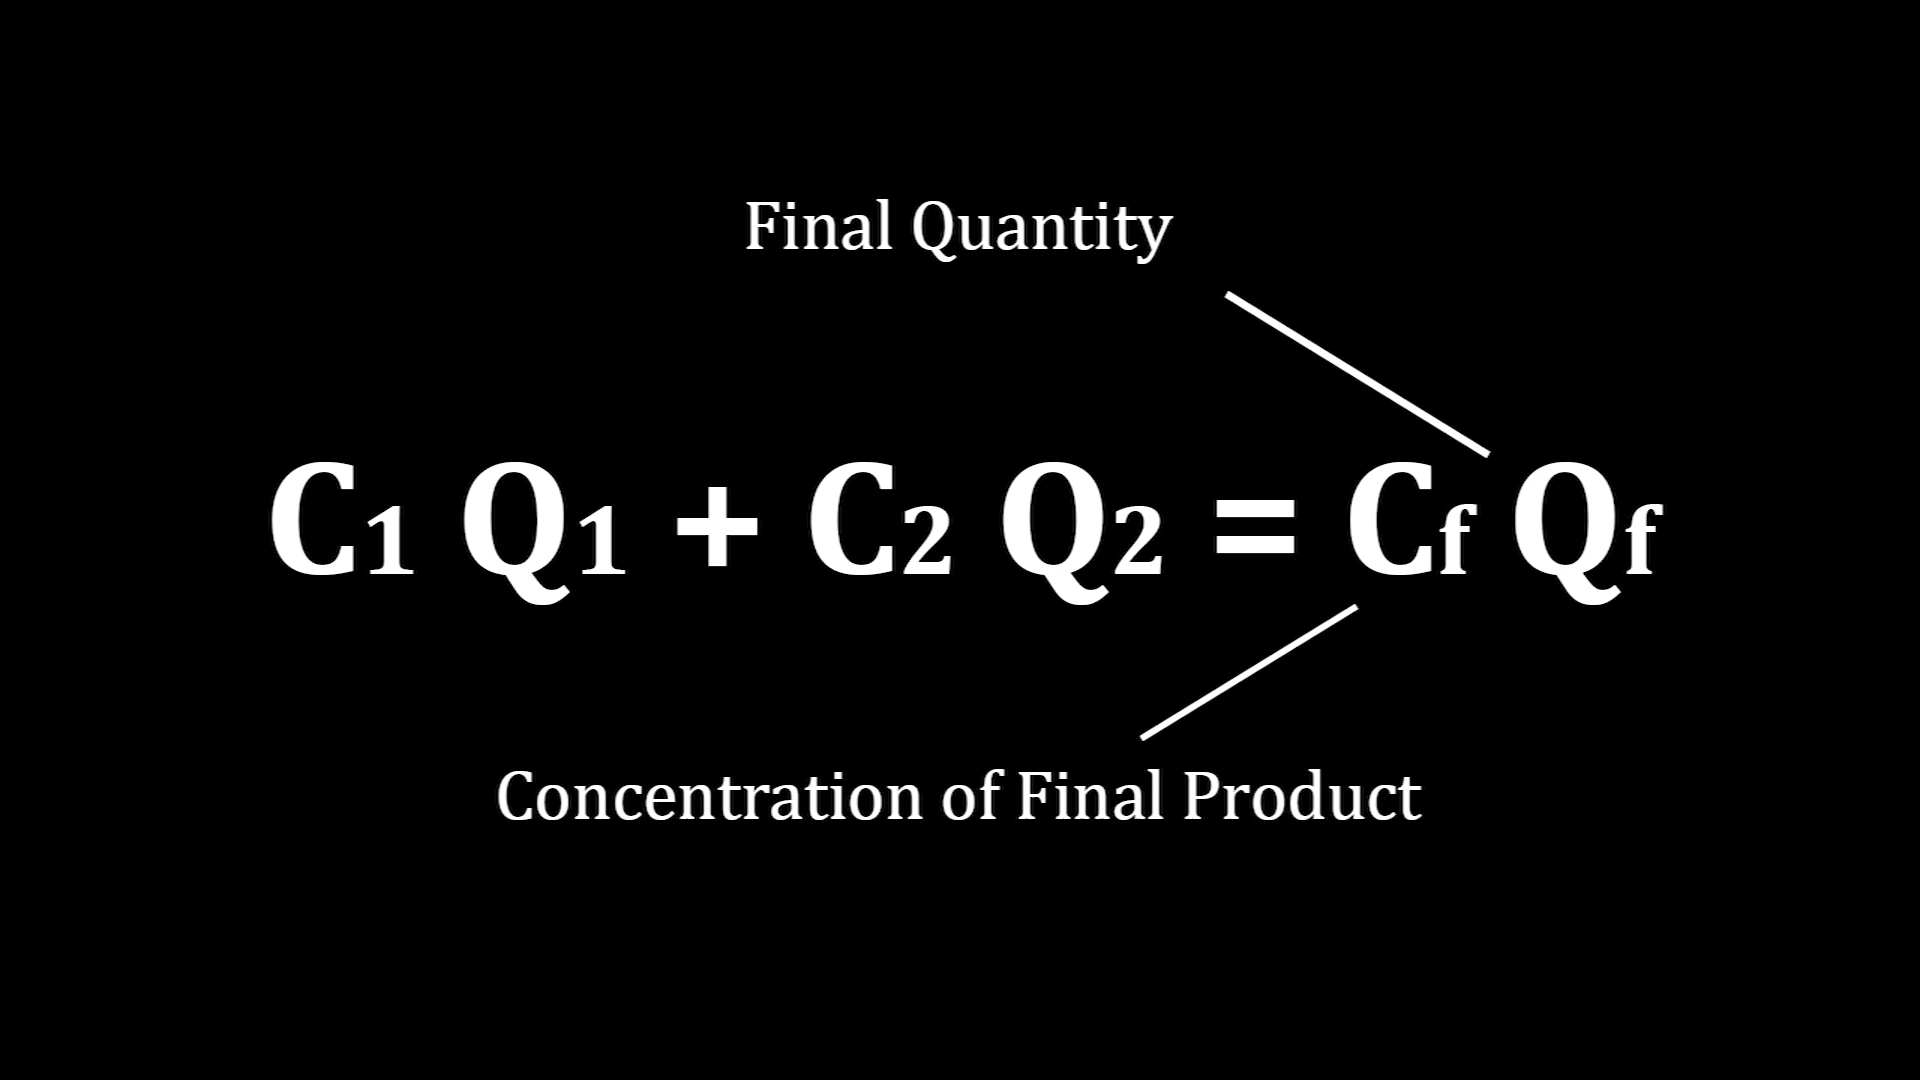 Final Quantity
C1 Q1 + C2 Q2 = Cf Qf
Concentration of Final Product